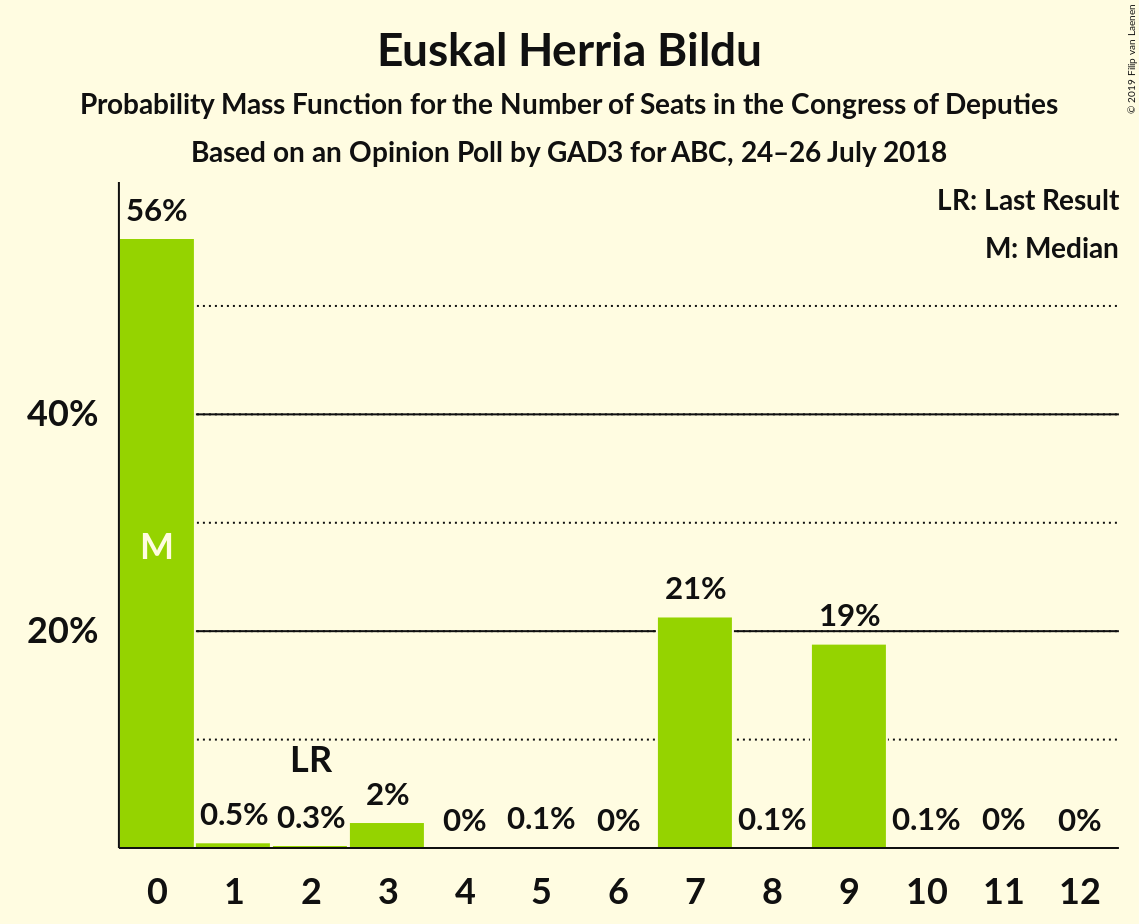 Euskal Herria Bildu
Probability Mass Function for the Number of Seats in the Congress of Deputies
Based on an Opinion Poll by GAD3 for ABC, 24–26 July 2018
© 2019 Filip van Laenen
LR: Last Result
M: Median
56%
40%
M
21%
19%
20%
LR
2%
0.5% 0.3% 0% 0.1% 0% 0.1% 0.1% 0% 0%
0 1 2 3 4 5 6 7 8 9 10 11 12